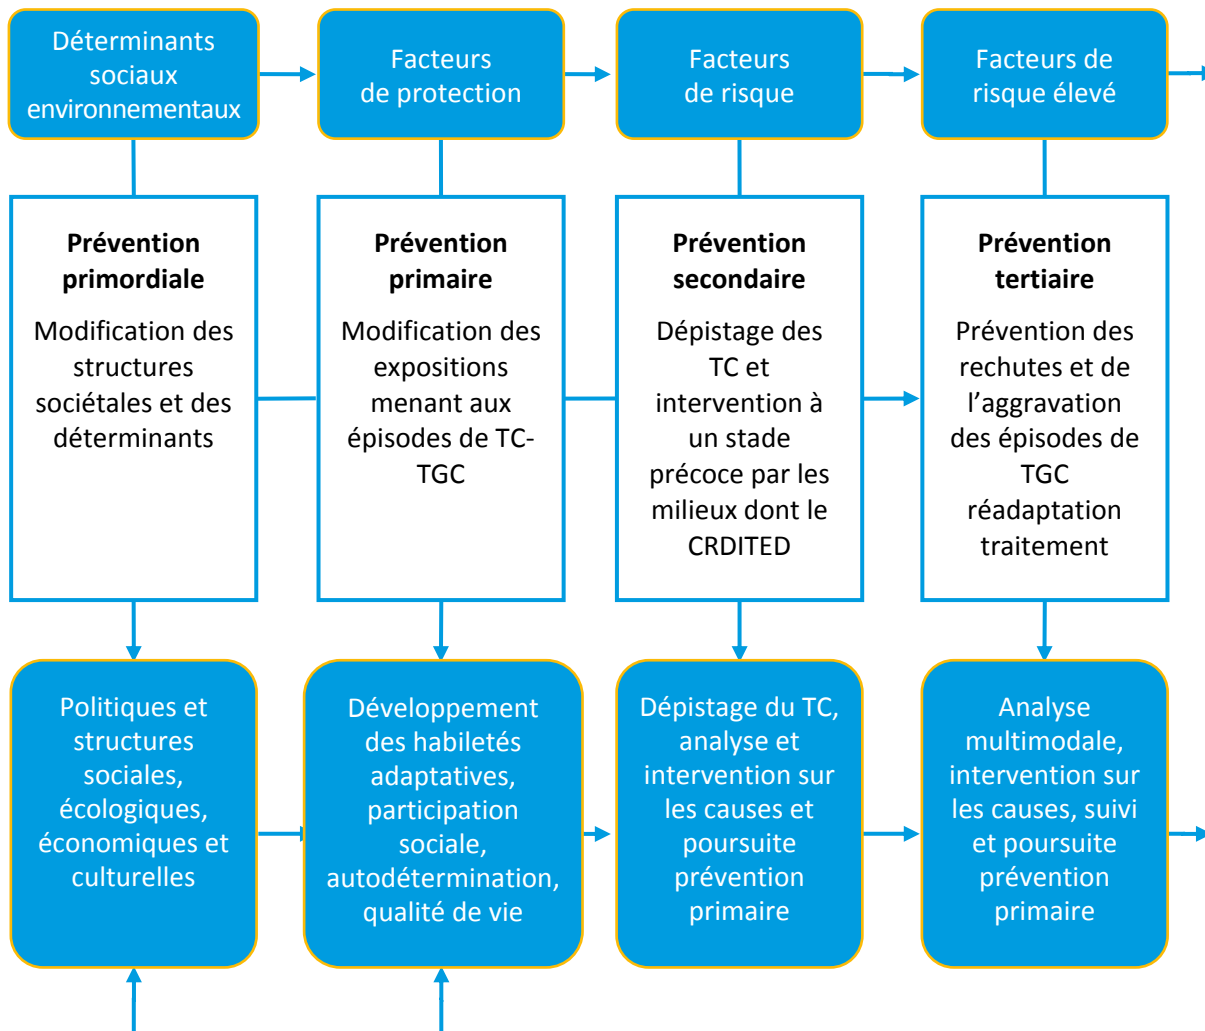 Déterminants
sociaux
environnementaux
Facteurs
de protection
Facteurs
de risque
Facteurs de
risque élevé
Prévention
primordiale
Modification des
structures
sociétales et des
déterminants
Prévention
primaire
Modification des
expositions
menant aux
épisodes de TC-
TGC
Prévention
secondaire
Dépistage des
TC et
intervention à
un stade
précoce par les
milieux dont le
CRDITED
Prévention
tertiaire
Prévention des
rechutes et de
l’aggravation
des épisodes de
TGC
réadaptation
traitement
Politiques et
structures
sociales,
écologiques,
économiques et
culturelles
Développement
des habiletés
adaptatives,
participation
sociale,
autodétermination,
qualité de vie
Dépistage du TC,
analyse et
intervention sur
les causes et
poursuite
prévention
primaire
Analyse
multimodale,
intervention sur
les causes, suivi
et poursuite
prévention
primaire